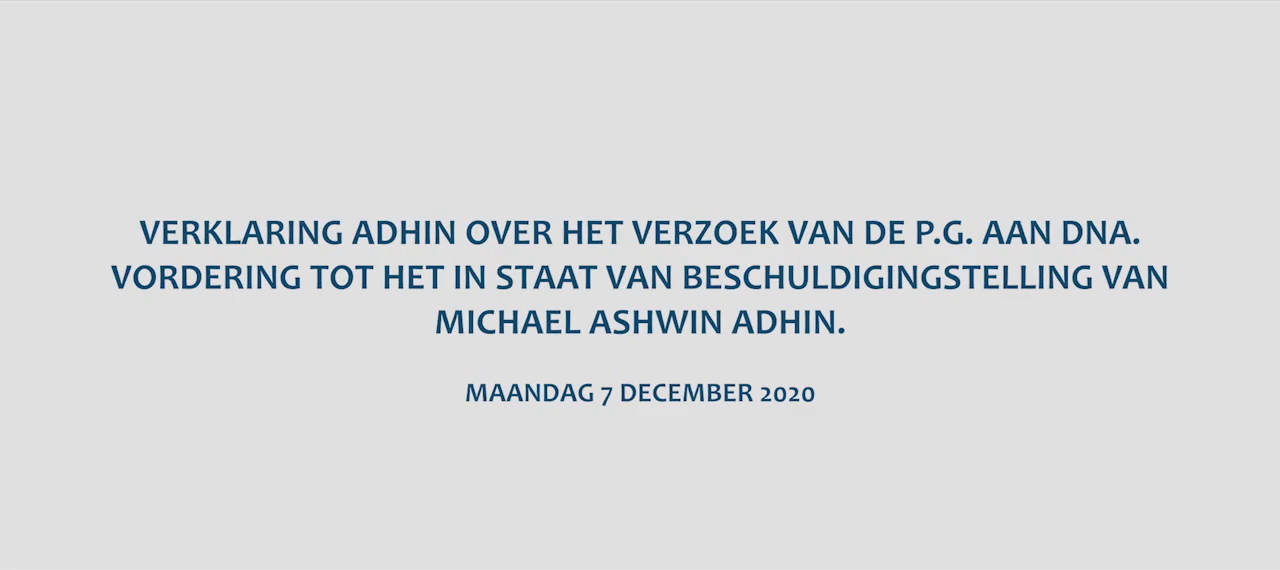 VERKLARING ADHIN OVER HET VERZOEK VAN DE P.G. AAN DNA.
VORDERING TOT HET IN STAAT VAN BESCHULDIGINGSTELLING VAN
MICHAEL ASHWIN ADHIN.
MAANDAG 7 DECEMBER 2020